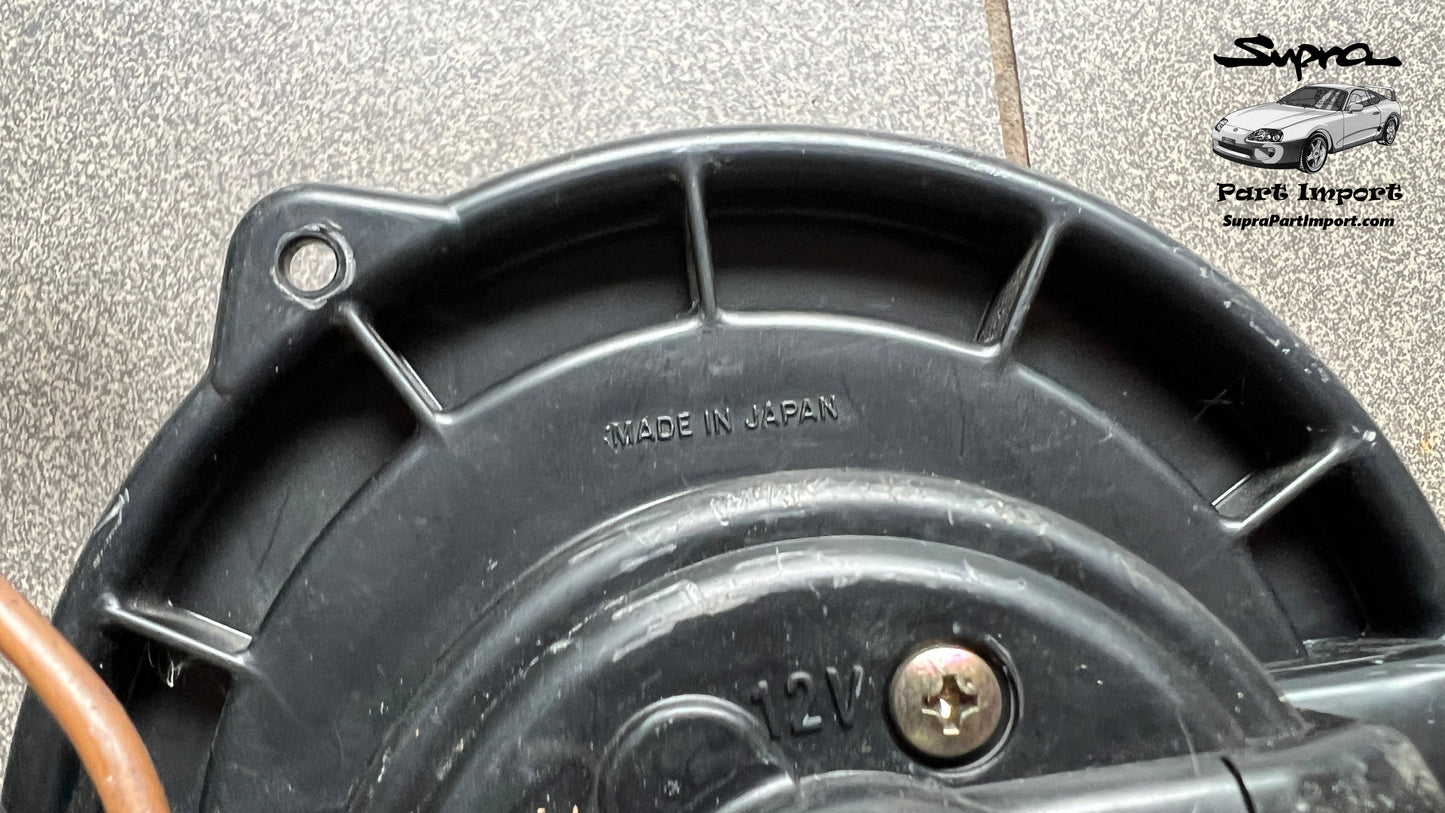 Supra
Part Import
SupraPartImport.com
MADE IN JAPAN
12V